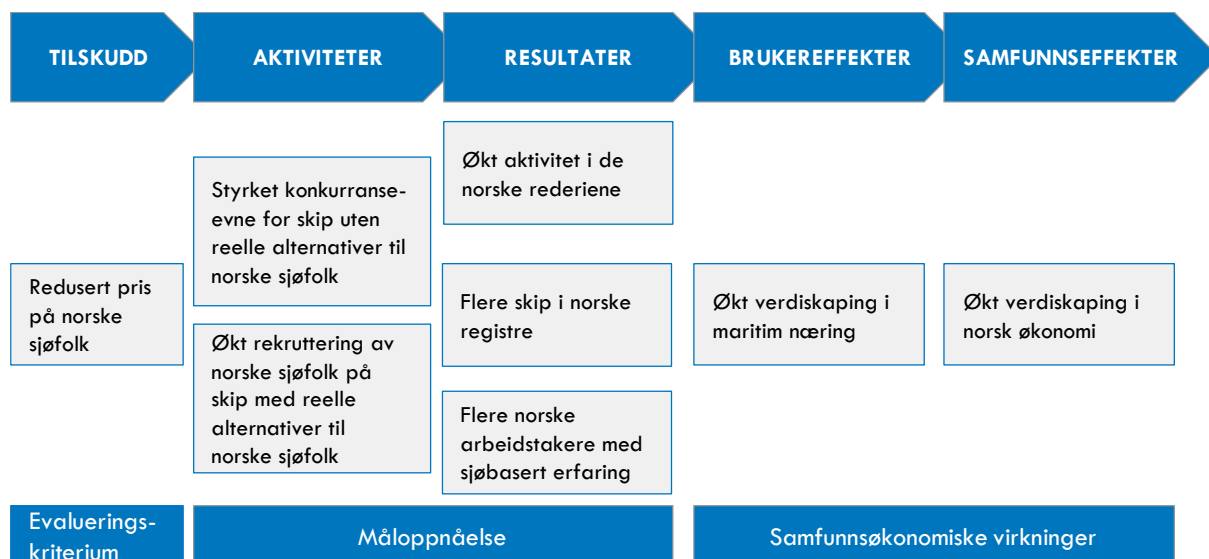 TILSKUDD
AKTIVITETER
RESULTATER
BRUKEREFFEKTER
SAMFUNNSEFFEKTER
Redusert pris
på norske
sjøfolk
Styrket konkurranse-
evne for skip uten
reelle alternativer til
norske sjøfolk
Økt rekruttering av
norske sjøfolk på
skip med reelle
alternativer til
norske sjøfolk
Økt aktivitet i de
norske rederiene
Flere skip i norske
registre
Flere norske
arbeidstakere med
sjøbasert erfaring
Økt verdiskaping i
maritim næring
Økt verdiskaping i
norsk økonomi
Evaluerings-
kriterium
Måloppnåelse
Samfunnsøkonomiske virkninger